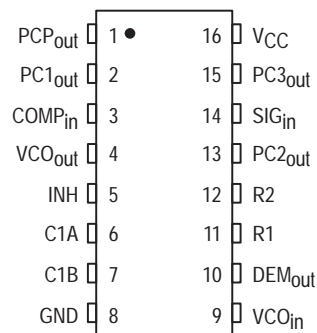 PCPout 1 16 VCC
PC1out 2 15 PC3out
COMPin 3 14 SIGin
VCOout 4 13 PC2out
INH 5 12 R2
C1A 6 11 R1
C1B 7 10 DEMout
GND 8 9 VCOin